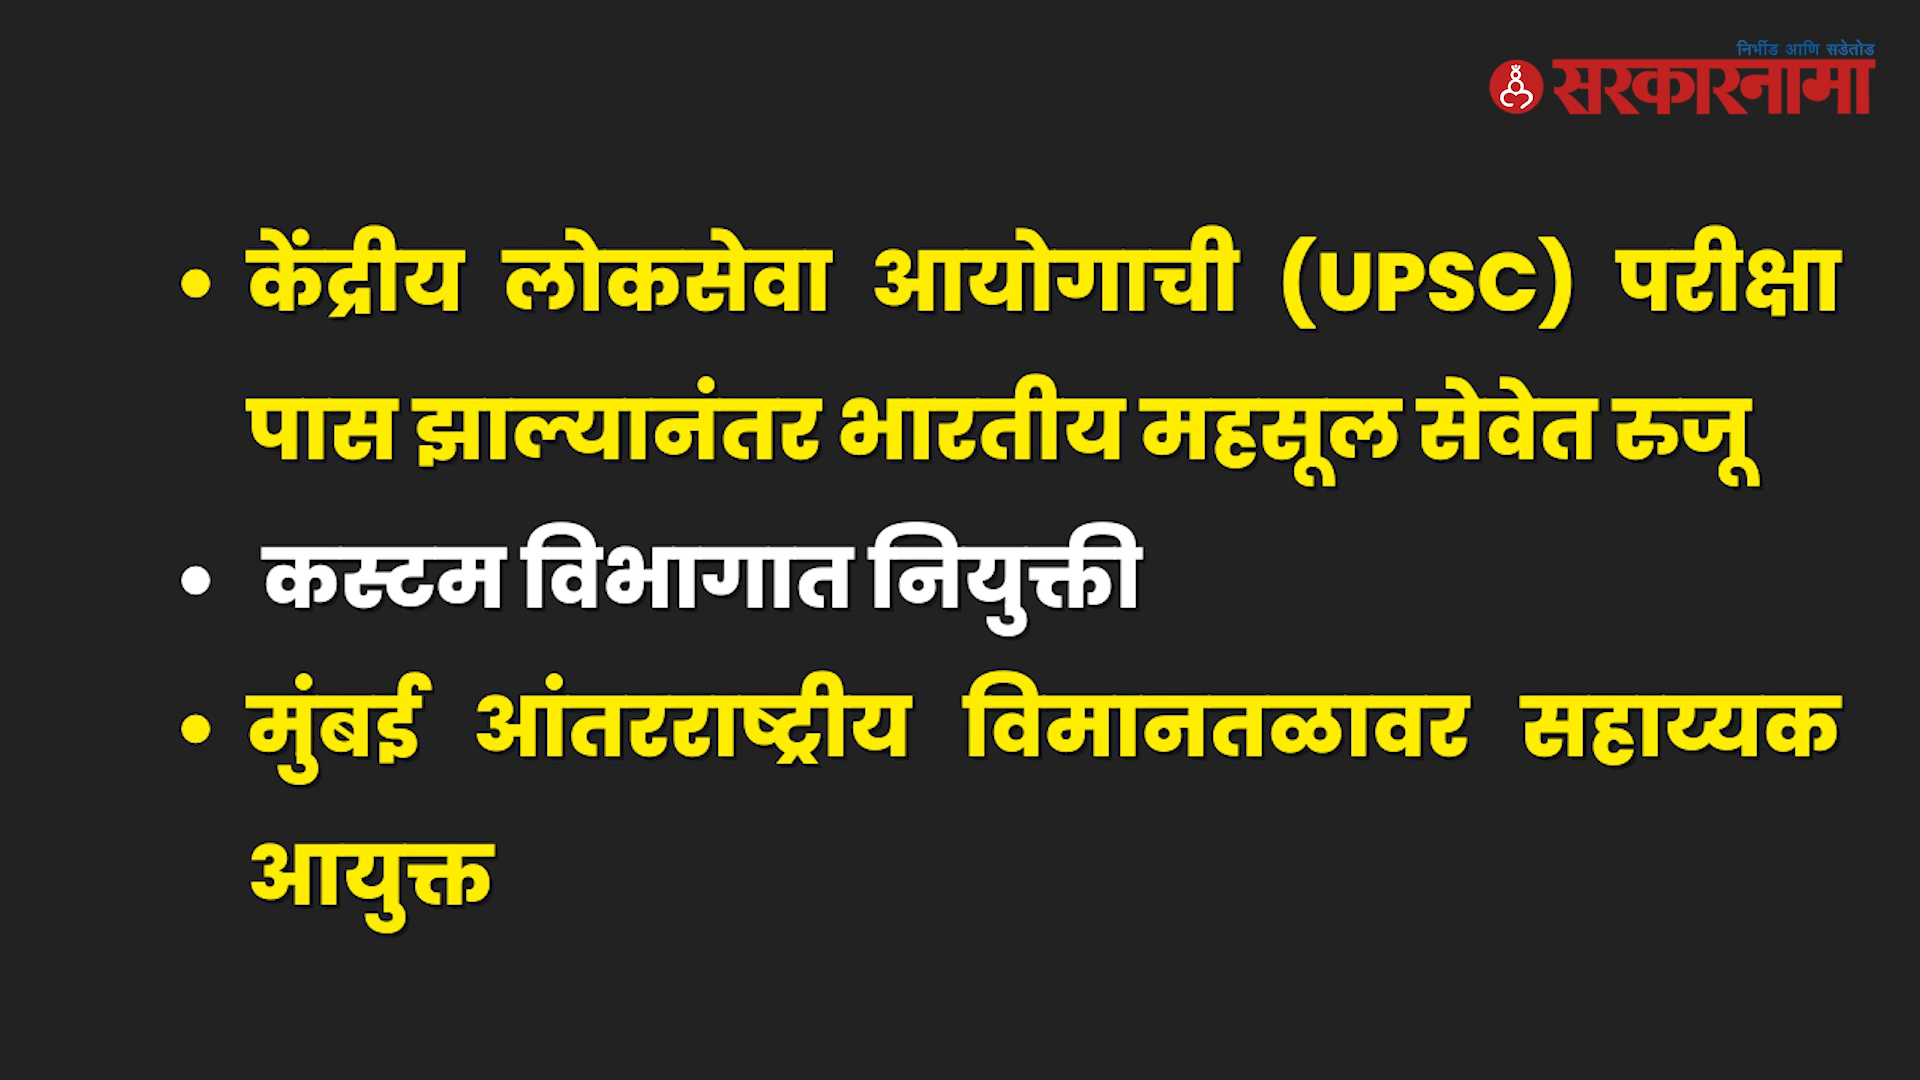 निर्भीड आणि सडेतोड
सरकारनामा
• केंद्रीय लोकसेवा आयोगाची (UPSC) परीक्षा
पास झाल्यानंतर भारतीय महसूल सेवेत रुजू
• कस्टम विभागात नियुक्ती
• मुंबई आंतरराष्ट्रीय विमानतळावर सहाय्यक
आयुक्त